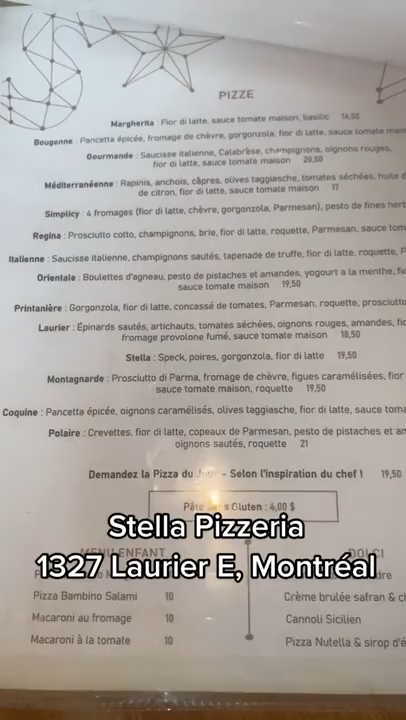 PIZZE
Margherita : Fior di latte, sauce tomate maison, basilic 14,50
Bougonne : Pancetta épicée, fromage de chèvre, gorgonzola, fior di latte, sauce tomate
Gourmande : Saucisse italienne, Calabrèse, champignons, oignons rouges,
fior di latte, sauce tomate maison 20,50
Méditerranéenne : Rapinis, anchois, câpres, olives taggiasche, tomates séchées, huile d
de citron, fior di latte, sauce tomate maison 17
Simplicy : 4 fromages (fior di latte, chèvre, gorgonzola, Parmesan), pesto de fines
Regina : Prosciutto cotto, champignons, brie, fior di latte, roquette, Parmesan, sauce
Italienne : Saucisse italienne, champignons sautés, tapenade de truffe, fior di latte, roquette,
Orientale : Boulettes d'agneau, pesto de pistaches et amandes, yogourt a la menthe,
sauce tomate maison 19,50
Printanière : Gorgonzola, fior di latte, concassé de tomates, Parmesan, roquette, prosciutto
Laurier : Épinards sautés, artichauts, tomates séchées, oignons rouges, amandes,
fromage provolone fumé, sauce tomate maison 18,50
Stella : Speck, poires, gorgonzola, fior di latte 19,50
Montagnarde : Prosciutto di Parma, fromage de chèvre, figues caramélisées, fior
sauce tomate maison, roquette 19,50
Coquine : Pancetta épicée, oignons caramélisés, olives taggiasche, fior di latte, sauce
Polaire : Crevettes, fior di latte, copeaux de Parmesan, pesto de pistaches et
oignons sautés, roquette 21
Demandez la Pizza du Jour - Selon l'inspiration du chef ! 19,50
Pâte sans Gluten : 4,00 $
Stella Pizzeria
1327 Laurier E, Montréal
MENU ENFANT
Pizza Bambino Salami 10
Macaroni au fromage 10
Macaroni à la tomate 10
DOLCI
Crème brulée safran &
Cannoli Sicilien
Pizza Nutella & sirop